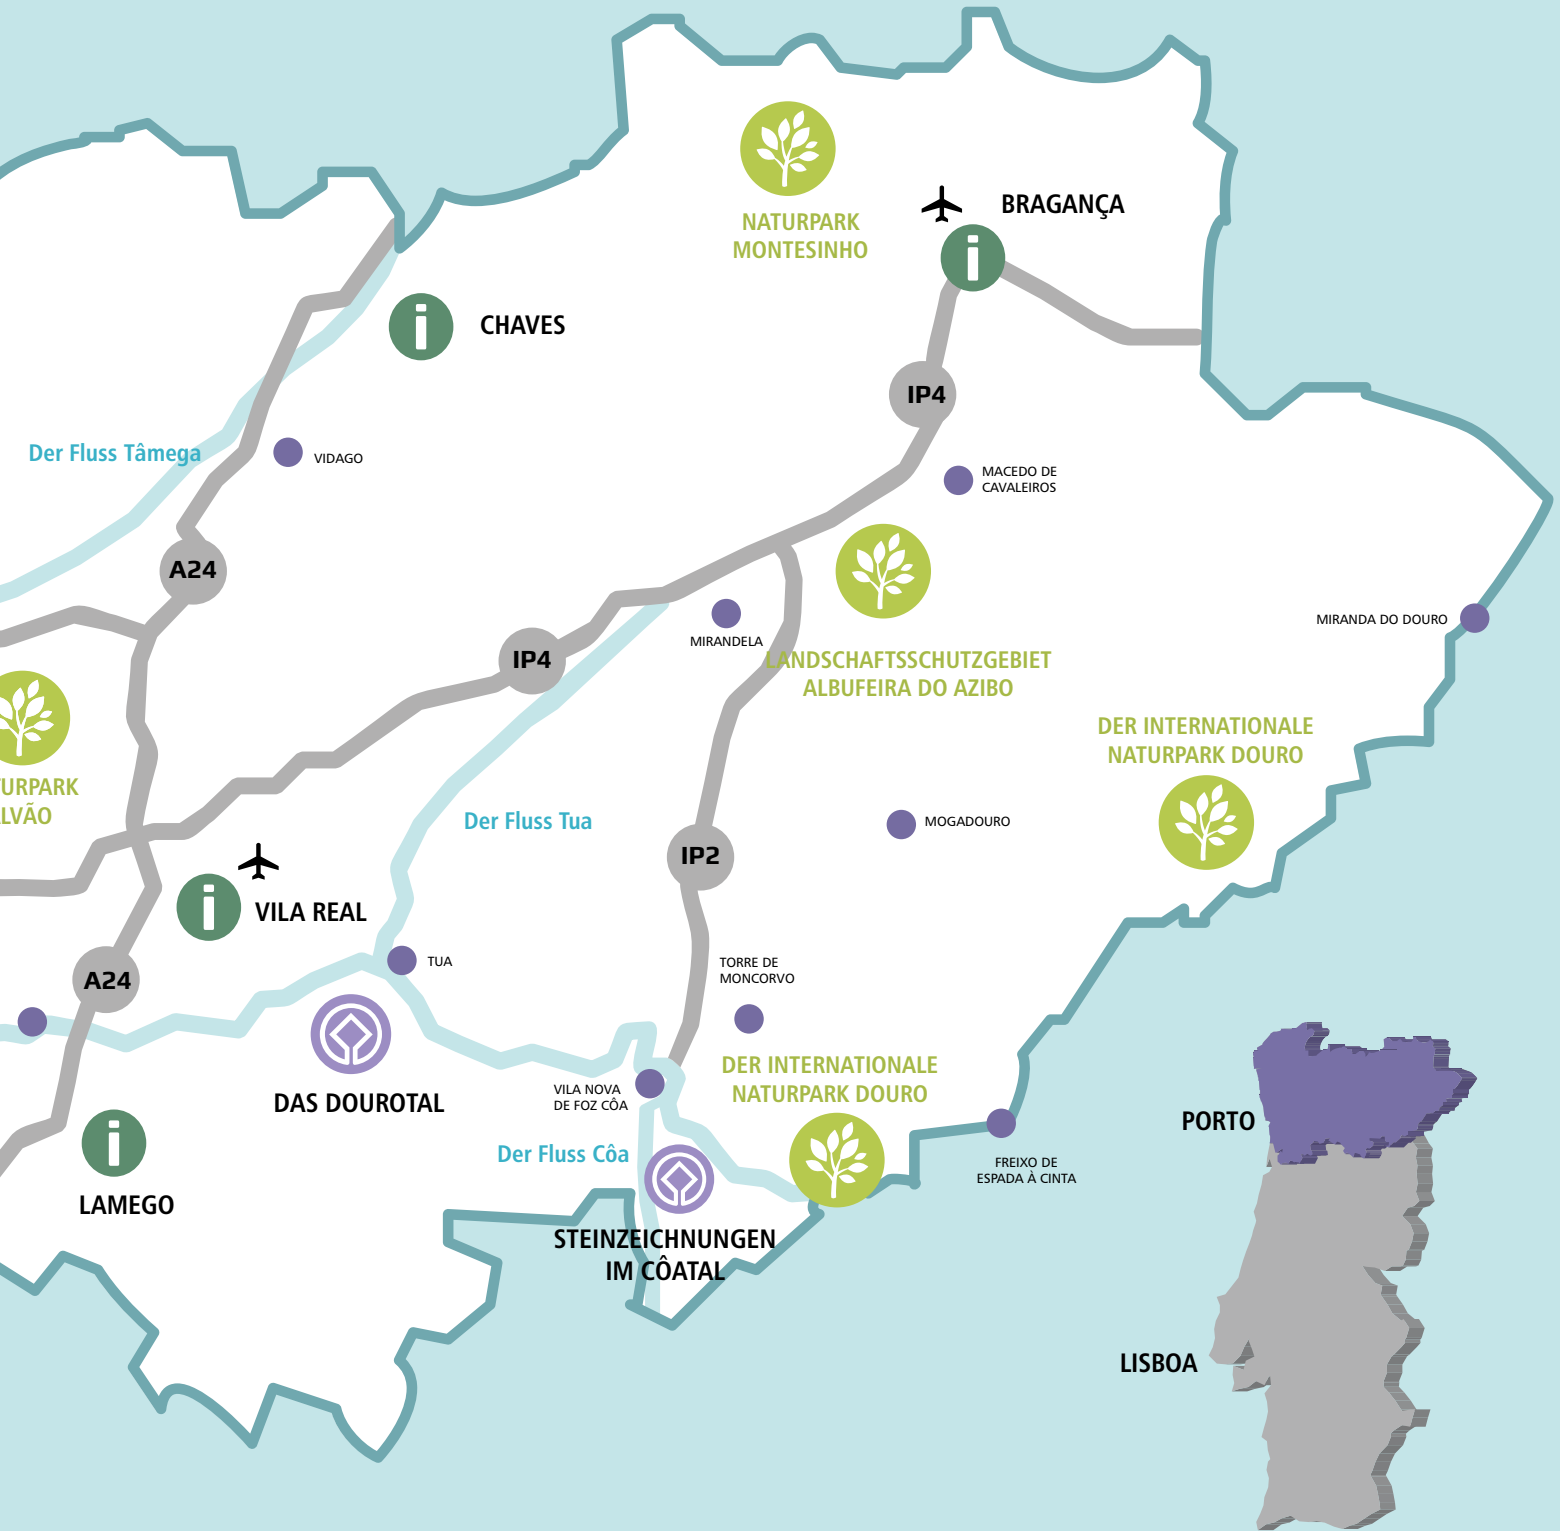 NATURPARK
MONTESINHO
BRAGANÇA
CHAVES
IP4
Der Fluss Tâmega
VIDAGO
MACEDO DE
CAVALEIROS
A24
MIRANDA DO DOURO
MIRANDELA
IP4
LANDSCHAFTSSCHUTZGEBIET
ALBUFEIRA DO AZIBO
DER INTERNATIONALE
NATURPARK DOURO
URPARK
LVÃO
Der Fluss Tua
MOGADOURO
IP2
VILA REAL
TUA
TORRE DE
MONCORVO
A24
DER INTERNATIONALE
NATURPARK DOURO
VILA NOVA
DE FOZ CÔA
DAS DOUROTAL
PORTO
Der Fluss Côa
FREIXO DE
ESPADA À CINTA
LAMEGO
STEINZEICHNUNGEN
IM CÔATAL
LISBOA